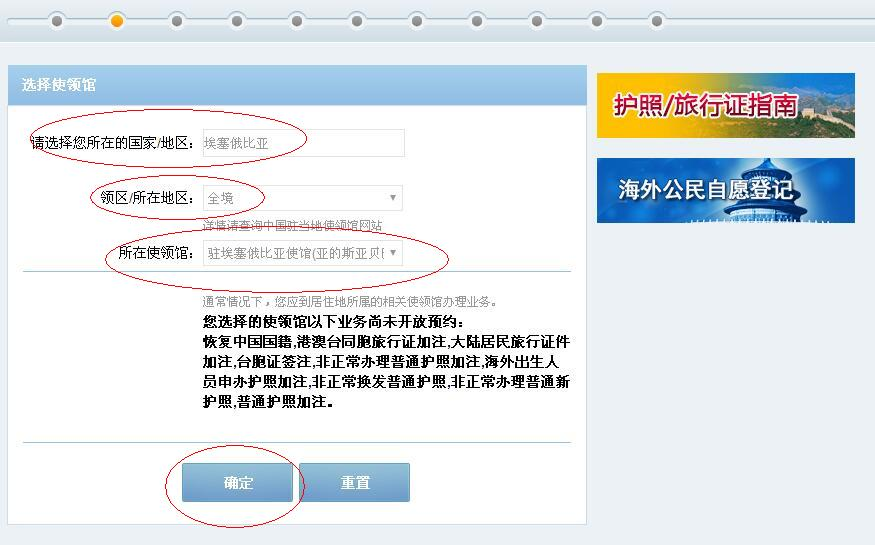 选择使领馆
护照/旅行证指南
请选择您所在的国家/地区：
埃塞俄比亚
海外公民自愿登记
领区/所在地区：
全境
详情请查询中国驻当地使领馆网站
所在使领馆：
驻埃塞俄比亚使馆(亚的斯亚贝
通常情况下，您应到居住地所属的相关使领馆办理业务。
您选择的使领馆以下业务尚未开放预约：
恢复中国国籍,港澳台同胞旅行证加注,大陆居民旅行证件
加注,台胞证签注,非正常办理普通护照加注,海外出生人
员申办护照加注,非正常换发普通护照,非正常办理普通新
护照,普通护照加注。
确定
重置